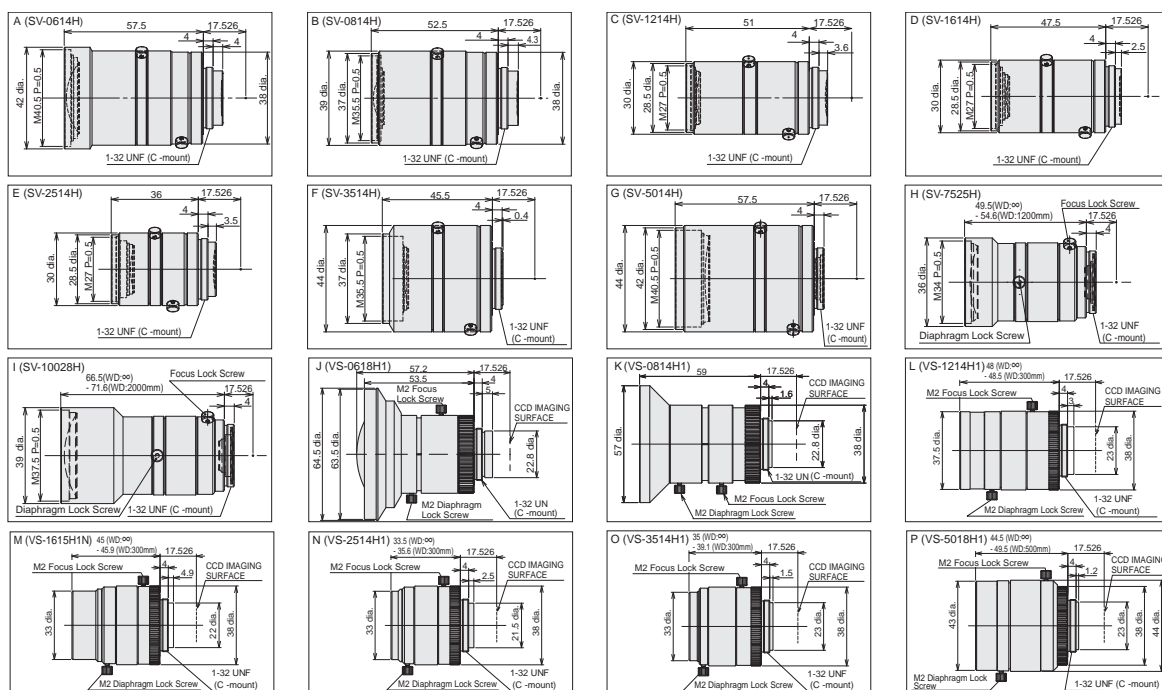 A (SV-0614H)
57.5
17.526
4
4
42 dia.
M40.5 P=0.5
38 dia.
1-32 UNF (C -mount)
B (SV-0814H)
52.5
17.526
4
4.3
39 dia.
37 dia.
M35.5 P=0.5
38 dia.
1-32 UNF (C -mount)
C (SV-1214H)
51
17.526
4
3.6
30 dia.
28.5 dia.
M27 P=0.5
1-32 UNF (C -mount)
D (SV-1614H)
47.5
17.526
4
2.5
30 dia.
28.5 dia.
M27 P=0.5
1-32 UNF (C -mount)
E (SV-2514H)
36
17.526
4
3.5
30 dia.
28.5 dia.
M27 P=0.5
1-32 UNF (C -mount)
F (SV-3514H)
45.5
17.526
4
0.4
44 dia.
37 dia.
M35.5 P=0.5
1-32 UNF
(C -mount)
G (SV-5014H)
57.5
17.526
4
44 dia.
42 dia.
M40.5 P=0.5
1-32 UNF
(C -mount)
H (SV-7525H)
49.5(WD:∞)
- 54.6(WD:1200mm)
Focus Lock Screw
17.526
4
36 dia.
M34 P=0.5
Diaphragm Lock Screw
1-32 UNF
(C -mount)
I (SV-10028H)
66.5(WD:∞)
- 71.6(WD:2000mm)
Focus Lock Screw
17.526
4
39 dia.
M37.5 P=0.5
Diaphragm Lock Screw
1-32 UNF (C -mount)
J (VS-0618H1)
57.2
17.526
53.5
4
5
M2 Focus
Lock Screw
CCD IMAGING
SURFACE
64.5 dia.
63.5 dia.
22.8 dia.
M2 Diaphragm
Lock Screw
1-32 UN
(C -mount)
K (VS-0814H1)
59
17.526
4
1.6
CCD IMAGING
SURFACE
57 dia.
22.8 dia.
38 dia.
1-32 UN(C -mount)
M2 Focus Lock Screw
M2 Diaphragm Lock Screw
L (VS-1214H1)
48 (WD:∞)
- 48.5 (WD:300mm)
17.526
M2 Focus Lock Screw
4
3
CCD IMAGING
SURFACE
37.5 dia.
23 dia.
38 dia.
1-32 UNF
(C -mount)
M2 Diaphragm Lock Screw
M (VS-1615H1N)
45 (WD:∞)
- 45.9 (WD:300mm)
17.526
M2 Focus Lock Screw
4
4.9
CCD IMAGING
SURFACE
33 dia.
22 dia.
38 dia.
M2 Diaphragm Lock Screw
1-32 UNF
(C -mount)
N (VS-2514H1)
33.5 (WD:∞)
- 35.6 (WD:300mm)
17.526
M2 Focus Lock Screw
4
2.5
CCD IMAGING
SURFACE
33 dia.
21.5 dia.
38 dia.
M2 Diaphragm Lock Screw
1-32 UNF
(C -mount)
O (VS-3514H1)
35 (WD:∞)
- 39.1 (WD:300mm)
17.526
M2 Focus Lock Screw
4
1.5
CCD IMAGING
SURFACE
33 dia.
23 dia.
38 dia.
M2 Diaphragm Lock Screw
1-32 UNF
(C -mount)
P (VS-5018H1)
44.5 (WD:∞)
- 49.5 (WD:500mm)
17.526
M2 Focus Lock Screw
4
1.2
CCD IMAGING
SURFACE
43 dia.
23 dia.
38 dia.
44 dia.
M2 Diaphragm Lock
Screw
1-32 UNF (C -mount)